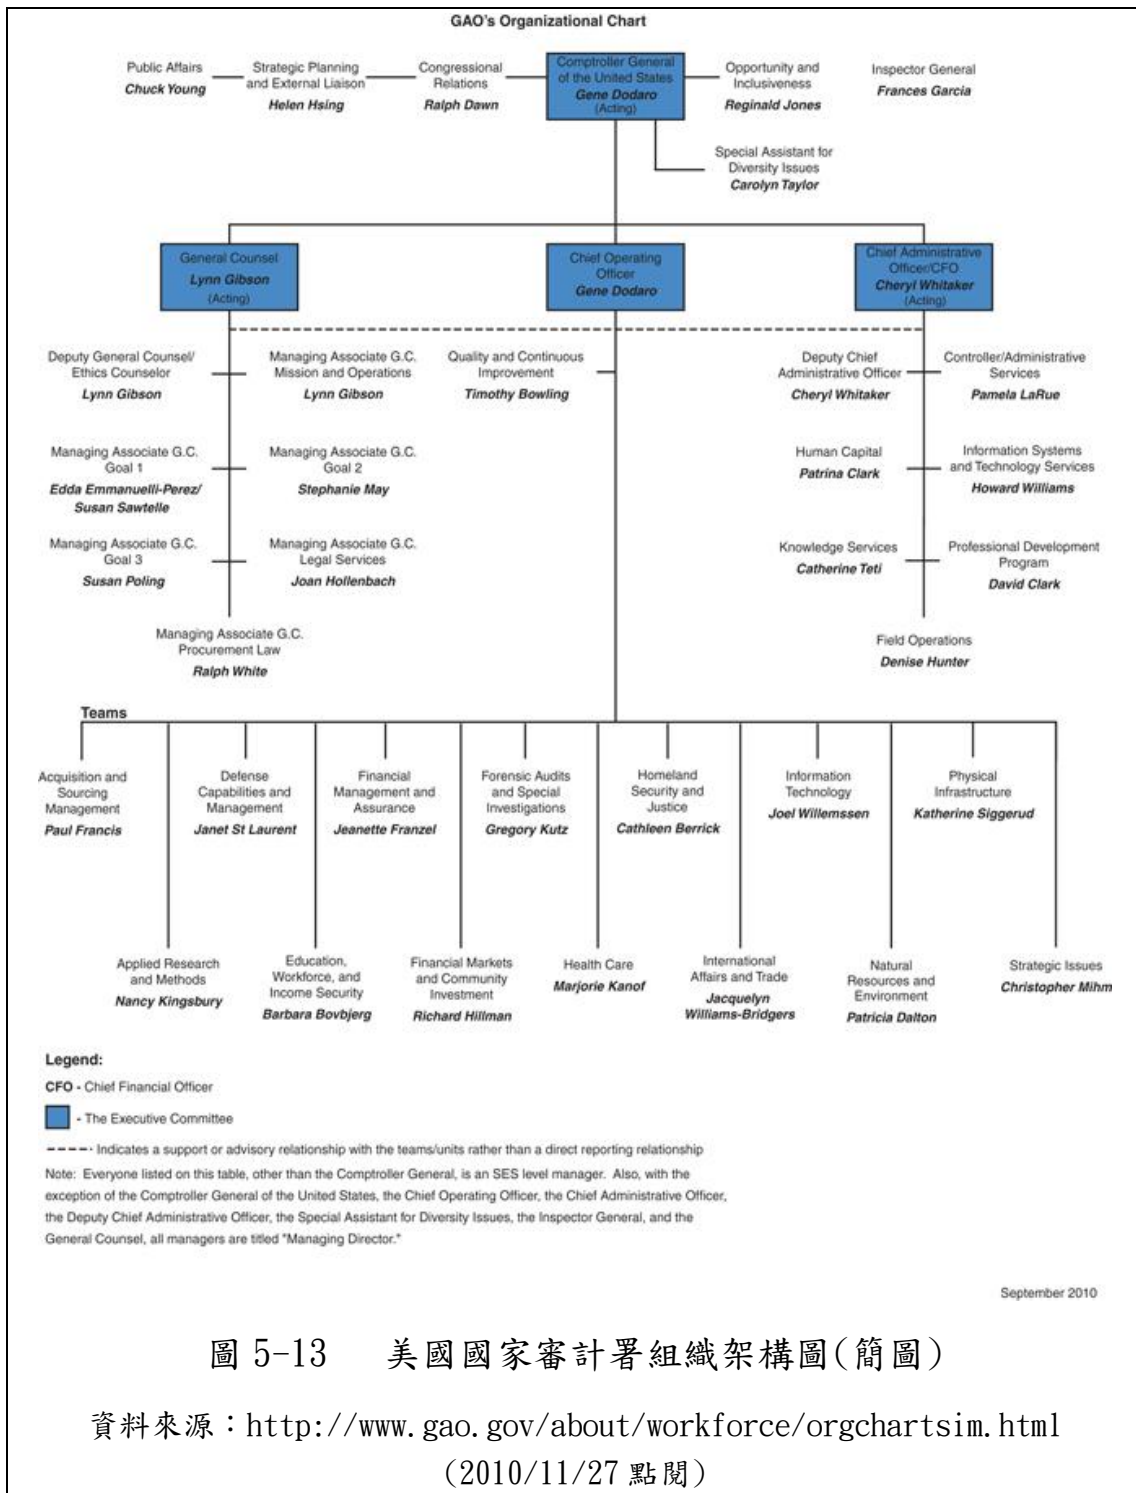 GAO's Organizational Chart
Public Affairs
Chuck Young
Strategic Planning
and External Liaison
Helen Hsing
Congressional
Relations
Ralph Dawn
Comptroller General
of the United States
Gene Dodaro
(Acting)
Opportunity and
Inclusiveness
Reginald Jones
Inspector General
Frances Garcia
Special Assistant for
Diversity Issues
Carolyn Taylor
General Counsel
Lynn Gibson
(Acting)
Chief Operating
Officer
Gene Dodaro
Chief Administrative
Officer/CFO
Cheryl Whitaker
(Acting)
Deputy General Counsel/
Ethics Counselor
Lynn Gibson
Managing Associate G.C.
Mission and Operations
Lynn Gibson
Quality and Continuous
Improvement
Timothy Bowling
Deputy Chief
Administrative Officer
Cheryl Whitaker
Controller/Administrative
Services
Pamela LaRue
Managing Associate G.C.
Goal 1
Edda Emmanuelli-Perez/
Susan Sawtelle
Managing Associate G.C.
Goal 2
Stephanie May
Human Capital
Patrina Clark
Information Systems
and Technology Services
Howard Williams
Managing Associate G.C.
Goal 3
Susan Poling
Managing Associate G.C.
Legal Services
Joan Hollenbach
Knowledge Services
Catherine Teti
Professional Development
Program
David Clark
Managing Associate G.C.
Procurement Law
Ralph White
Field Operations
Denise Hunter
Teams
Acquisition and
Sourcing
Management
Paul Francis
Defense
Capabilities and
Management
Janet St Laurent
Financial
Management and
Assurance
Jeanette Franzel
Forensic Audits
and Special
Investigations
Gregory Kutz
Homeland
Security and
Justice
Cathleen Berrick
Information
Technology
Joel Willemssen
Physical
Infrastructure
Katherine Siggerud
Applied Research
and Methods
Nancy Kingsbury
Education,
Workforce, and
Income Security
Barbara Bovbjerg
Financial Markets
and Community
Investment
Richard Hillman
Health Care
Marjorie Kanof
International
Affairs and Trade
Jacquelyn
Williams-Bridgers
Natural
Resources and
Environment
Patricia Dalton
Strategic Issues
Christopher Mihm
Legend:
CFO - Chief Financial Officer
- The Executive Committee
- Indicates a support or advisory relationship with the teams/units rather than a direct reporting relationship
Note: Everyone listed on this table, other than the Comptroller General, is an SES level manager. Also, with the
exception of the Comptroller General of the United States, the Chief Operating Officer, the Chief Administrative Officer,
the Deputy Chief Administrative Officer, the Special Assistant for Diversity Issues, the Inspector General, and the
General Counsel, all managers are titled "Managing Director."
September 2010
圖 5-13 美國國家審計署組織架構圖(簡圖)
資料來源：http://www.gao.gov/about/workforce/orgchartsim.html
(2010/11/27 點閱)